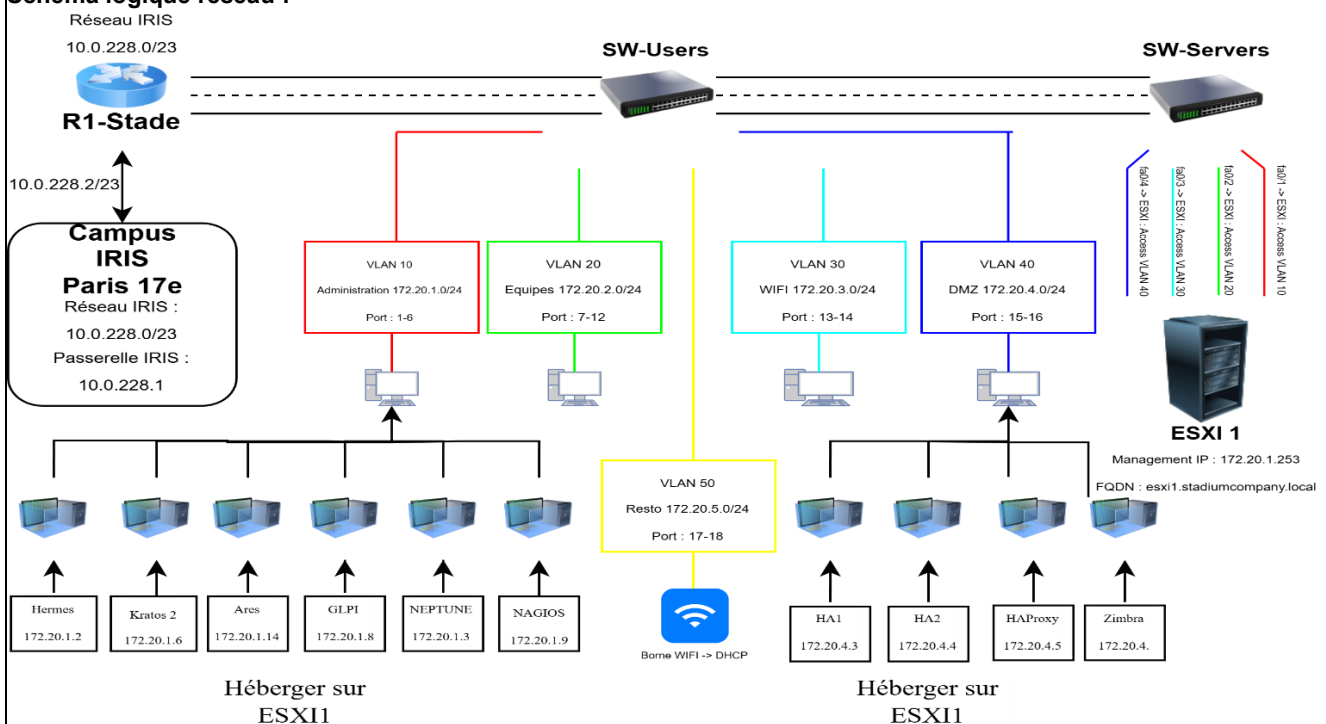 Schéma logique réseau :
Réseau IRIS
10.0.228.0/23
R1-Stade
SW-Users
SW-Servers
10.0.228.2/23
Campus
IRIS
Paris 17e
Réseau IRIS :
10.0.228.0/23
Passerelle IRIS :
10.0.228.1
VLAN 10
Administration 172.20.1.0/24
Port : 1-6
VLAN 20
Equipes 172.20.2.0/24
Port : 7-12
VLAN 30
WIFI 172.20.3.0/24
Port : 13-14
VLAN 40
DMZ 172.20.4.0/24
Port : 15-16
fa0/4 -> ESXI : Access VLAN 40
fa0/3 -> ESXI : Access VLAN 30
fa0/2 -> ESXI : Access VLAN 20
fa0/1 -> ESXI : Access VLAN 10
ESXI 1
Management IP : 172.20.1.253
FQDN : esxi1.stadiumcompany.local
VLAN 50
Resto 172.20.5.0/24
Port : 17-18
Borne WIFI -> DHCP
Hermes
172.20.1.2
Kratos 2
172.20.1.6
Ares
172.20.1.14
GLPI
172.20.1.8
NEPTUNE
172.20.1.3
NAGIOS
172.20.1.9
HA1
172.20.4.3
HA2
172.20.4.4
HAProxy
172.20.4.5
Zimbra
172.20.4.
Héberger sur
ESXI1
Héberger sur
ESXI1